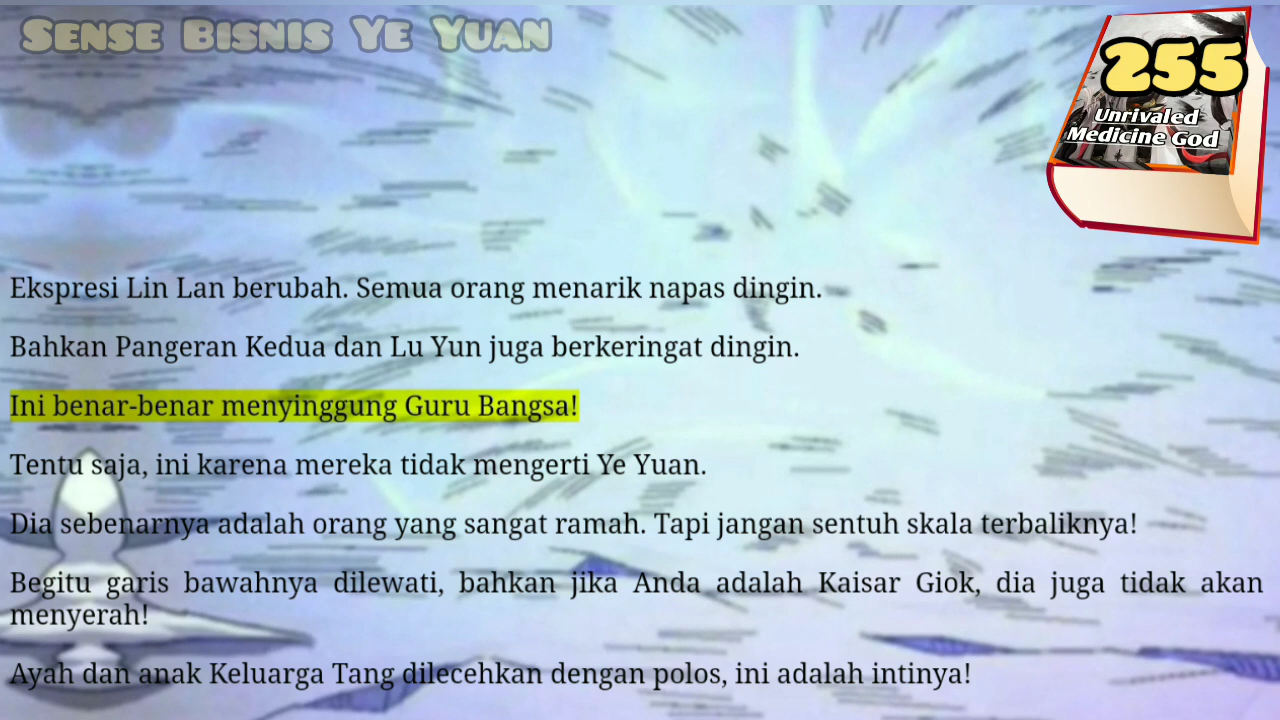 Sense Bisnis Ye Yuan
255
Unrivaled
Medicine God
Ekspresi Lin Lan berubah. Semua orang menarik napas dingin.
Bahkan Pangeran Kedua dan Lu Yun juga berkeringat dingin.
Ini benar-benar menyinggung Guru Bangsa!
Tentu saja, ini karena mereka tidak mengerti Ye Yuan.
Dia sebenarnya adalah orang yang sangat ramah. Tapi jangan sentuh skala terbaliknya!
Begitu garis bawahnya dilewati, bahkan jika Anda adalah Kaisar Giok, dia juga tidak akan
menyerah!
Ayah dan anak Keluarga Tang dilecehkan dengan polos, ini adalah intinya!